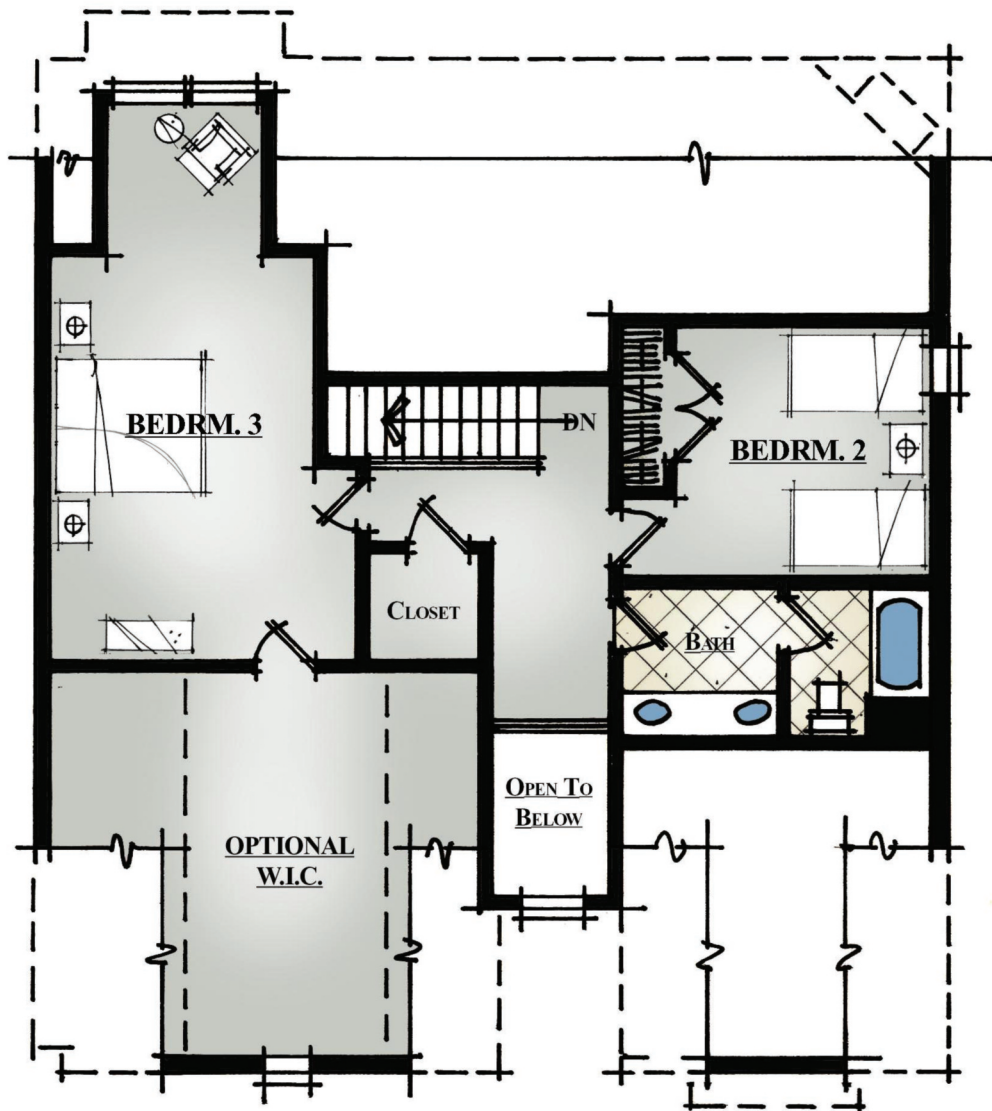 BEDRM. 3
DN
BEDRM. 2
CLOSET
BATH
OPEN TO
BELOW
OPTIONAL
W.I.C.